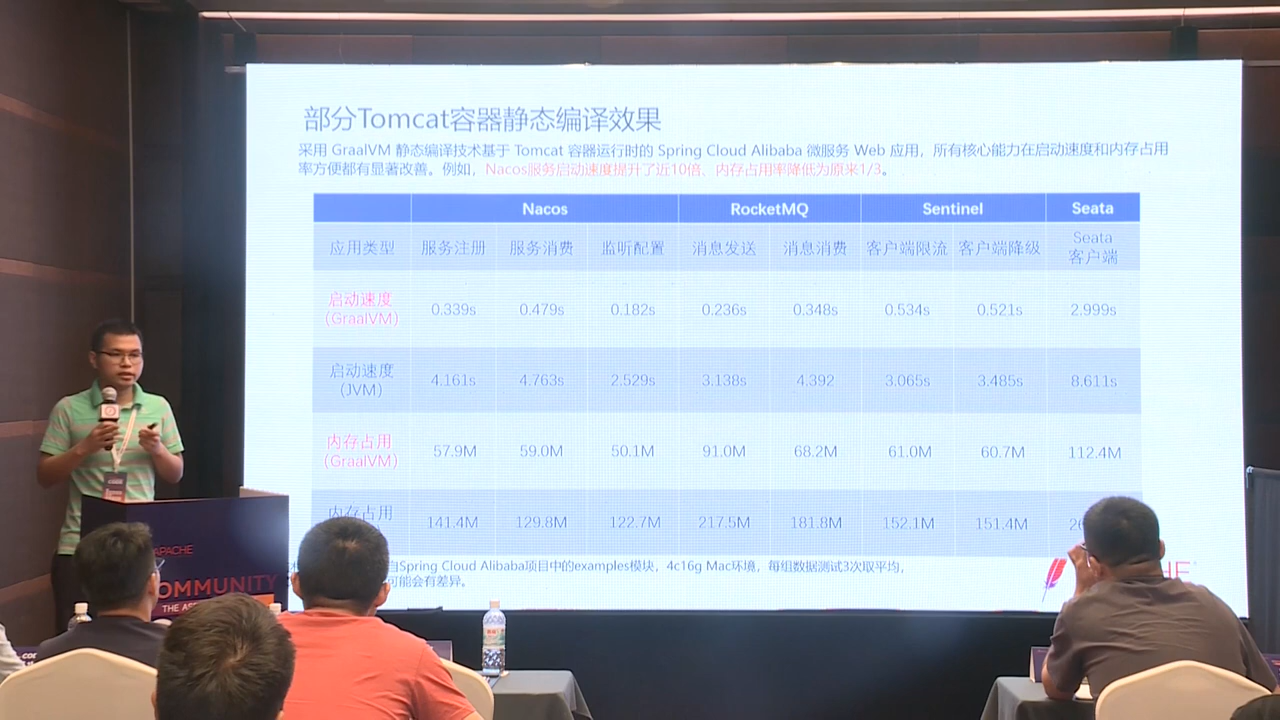 部分Tomcat容器静态编译效果
采用 GraalVM 静态编译技术基于 Tomcat 容器运行时的 Spring Cloud Alibaba 微服务 Web 应用，所有核心能力在启动速度和内存占用
率方便都有显著改善。例如，Nacos服务启动速度提升了近10倍、内存占用率降低为原来1/3。
Nacos RocketMQ Sentinel Seata
应用类型 服务注册 服务消费 监听配置 消息发送 消息消费 客户端限流 客户端降级 Seata 客户端
启动速度 (GraalVM) 0.339s 0.479s 0.182s 0.236s 0.348s 0.534s 0.521s 2.999s
启动速度 (JVM) 4.161s 4.763s 2.529s 3.138s 4.392 3.065s 3.485s 8.611s
内存占用 (GraalVM) 57.9M 59.0M 50.1M 91.0M 68.2M 61.0M 60.7M 112.4M
内存占用 141.4M 129.8M 122.7M 217.5M 181.8M 152.1M 151.4M
自Spring Cloud Alibaba项目中的examples模块，4c16g Mac环境，每组数据测试3次取平均，
可能会有差异。
APACHE
COMMUNITY
THE AS